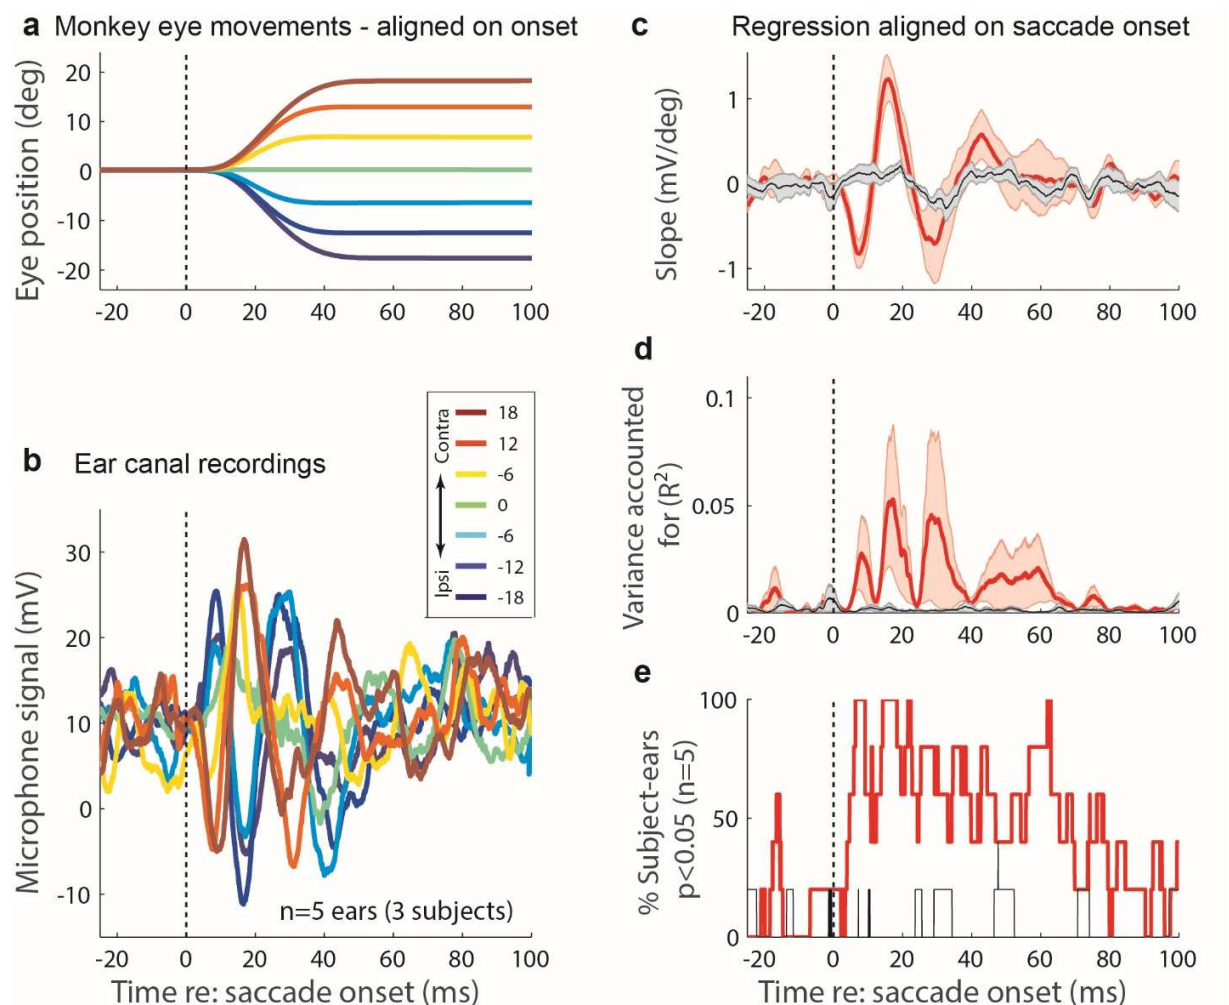 a Monkey eye movements - aligned on onset
Eye position (deg)
20
10
0
-10
-20
-20 0 20 40 60 80 100
b Ear canal recordings
Contra
Ipsi
18
12
-6
0
-6
-12
-18
Microphone signal (mV)
30
20
10
0
-10
n=5 ears (3 subjects)
-20 0 20 40 60 80 100
Time re: saccade onset (ms)
c Regression aligned on saccade onset
Slope (mV/deg)
1
0
-1
-20 0 20 40 60 80 100
d
Variance accounted
for (R²)
0.1
0.05
0
-20 0 20 40 60 80 100
e
% Subject-ears
p<0.05 (n=5)
100
50
0
-20 0 20 40 60 80 100
Time re: saccade onset (ms)